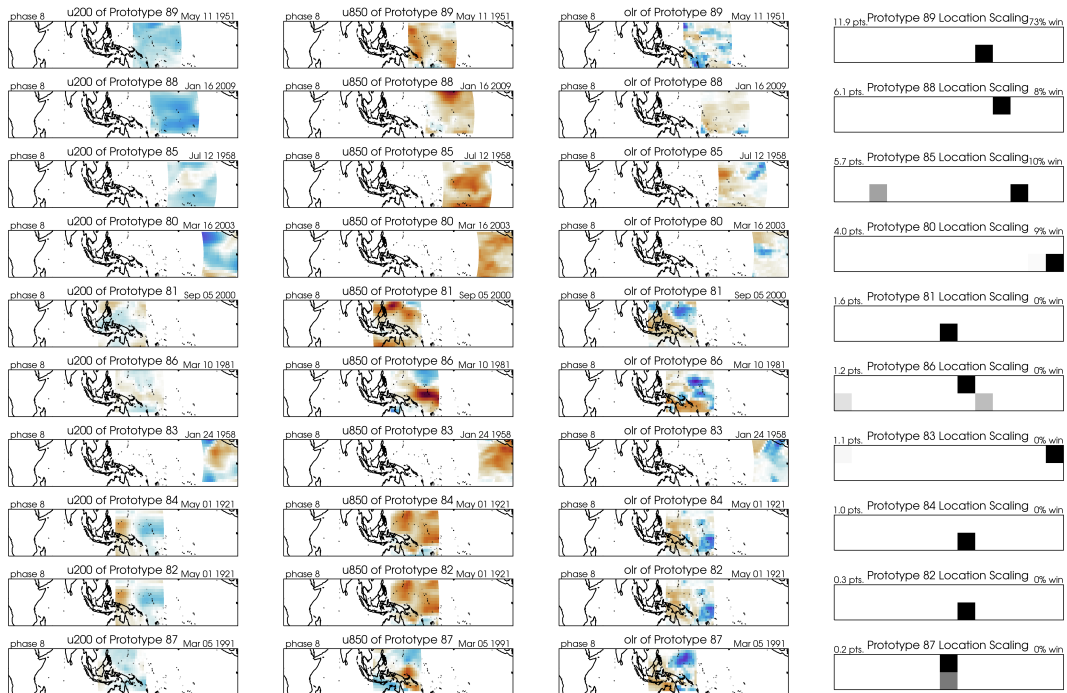 phase 8 u200 of Prototype 89 May 11 1951 phase 8 u850 of Prototype 89 May 11 1951 phase 8 olr of Prototype 89 May 11 1951 11.9 pts. Prototype 89 Location Scaling 73% win
phase 8 u200 of Prototype 88 Jan 16 2009 phase 8 u850 of Prototype 88 Jan 16 2009 phase 8 olr of Prototype 88 Jan 16 2009 6.1 pts. Prototype 88 Location Scaling 8% win
phase 8 u200 of Prototype 85 Jul 12 1958 phase 8 u850 of Prototype 85 Jul 12 1958 phase 8 olr of Prototype 85 Jul 12 1958 5.7 pts. Prototype 85 Location Scaling 10% win
phase 8 u200 of Prototype 80 Mar 16 2003 phase 8 u850 of Prototype 80 Mar 16 2003 phase 8 olr of Prototype 80 Mar 16 2003 4.0 pts. Prototype 80 Location Scaling 9% win
phase 8 u200 of Prototype 81 Sep 05 2000 phase 8 u850 of Prototype 81 Sep 05 2000 phase 8 olr of Prototype 81 Sep 05 2000 1.6 pts. Prototype 81 Location Scaling 0% win
phase 8 u200 of Prototype 86 Mar 10 1981 phase 8 u850 of Prototype 86 Mar 10 1981 phase 8 olr of Prototype 86 Mar 10 1981 1.2 pts. Prototype 86 Location Scaling 0% win
phase 8 u200 of Prototype 83 Jan 24 1958 phase 8 u850 of Prototype 83 Jan 24 1958 phase 8 olr of Prototype 83 Jan 24 1958 1.1 pts. Prototype 83 Location Scaling 0% win
phase 8 u200 of Prototype 84 May 01 1921 phase 8 u850 of Prototype 84 May 01 1921 phase 8 olr of Prototype 84 May 01 1921 1.0 pts. Prototype 84 Location Scaling 0% win
phase 8 u200 of Prototype 82 May 01 1921 phase 8 u850 of Prototype 82 May 01 1921 phase 8 olr of Prototype 82 May 01 1921 0.3 pts. Prototype 82 Location Scaling 0% win
phase 8 u200 of Prototype 87 Mar 05 1991 phase 8 u850 of Prototype 87 Mar 05 1991 phase 8 olr of Prototype 87 Mar 05 1991 0.2 pts. Prototype 87 Location Scaling 0% win